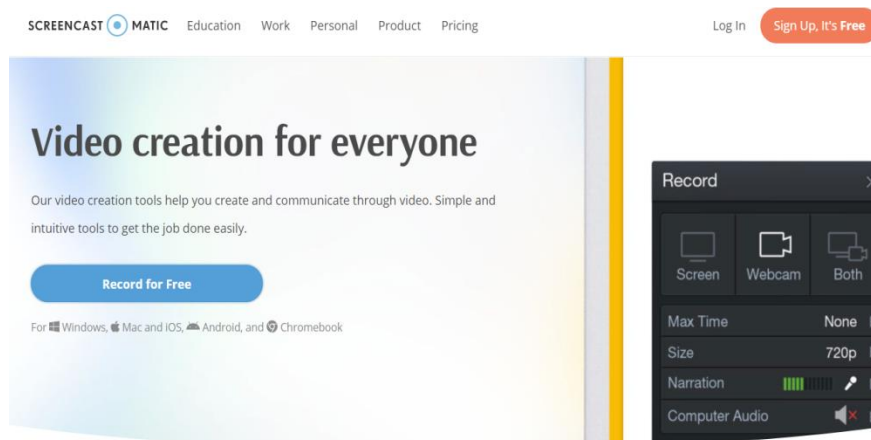 SCREENCAST MATIC Education Work Personal Product Pricing Log In Sign Up, It's Free
Video creation for everyone
Our video creation tools help you create and communicate through video. Simple and
intuitive tools to get the job done easily.
Record for Free
For Windows, Mac and iOS, Android, and Chromebook
Record
Screen Webcam Both
Max Time None
Size 720p
Narration
Computer Audio